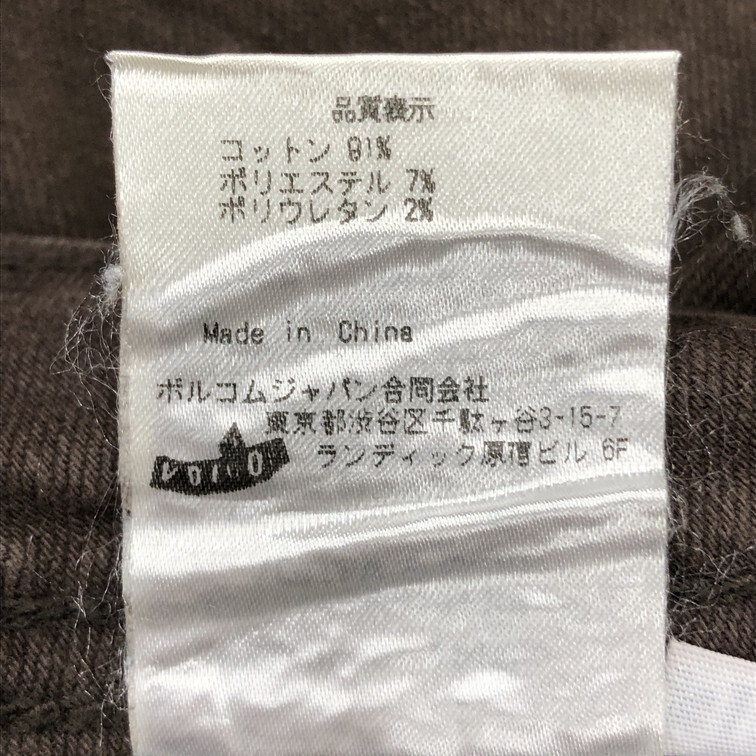 品質表示
コットン 91%
ポリエステル 7%
ポリウレタン 2%
Made in China
ボルコムジャパン合同会社
東京都渋谷区千駄ヶ谷3-15-7
ランディック原宿ビル 6F